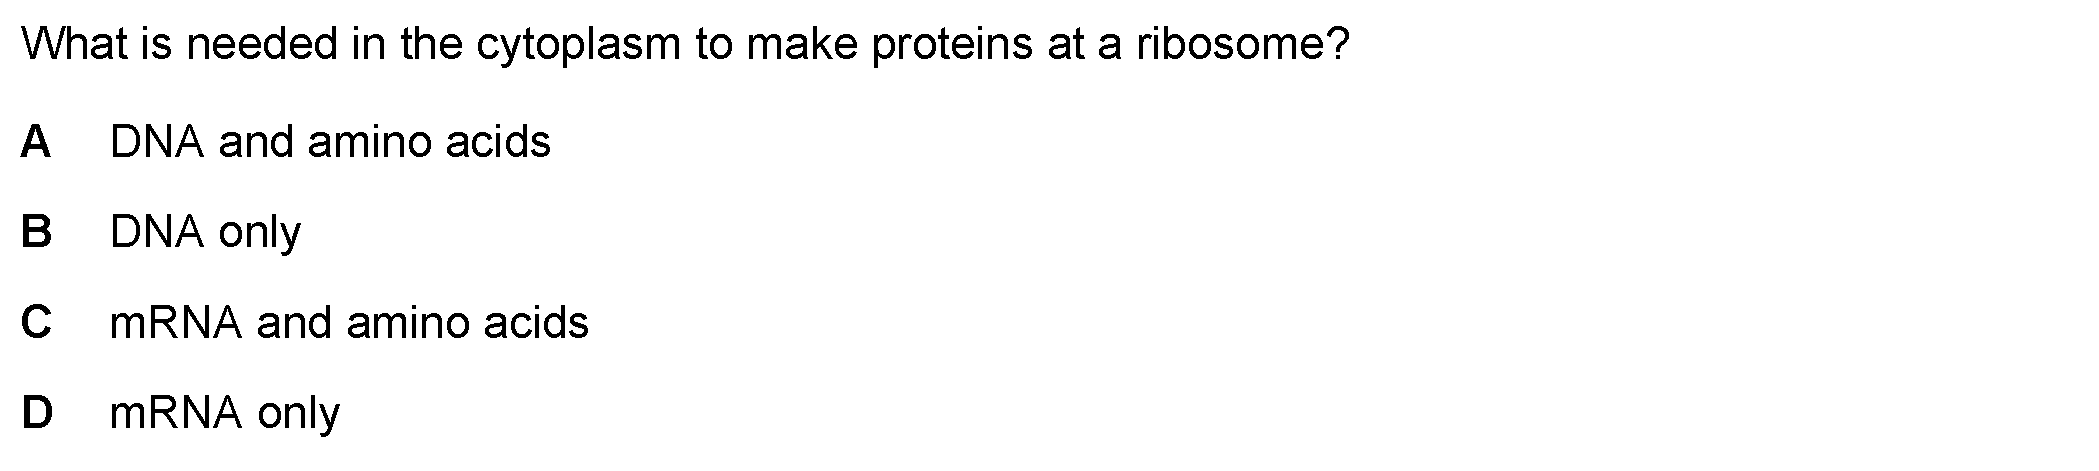 What is needed in the cytoplasm to make proteins at a ribosome?
A DNA and amino acids
B DNA only
C mRNA and amino acids
D mRNA only